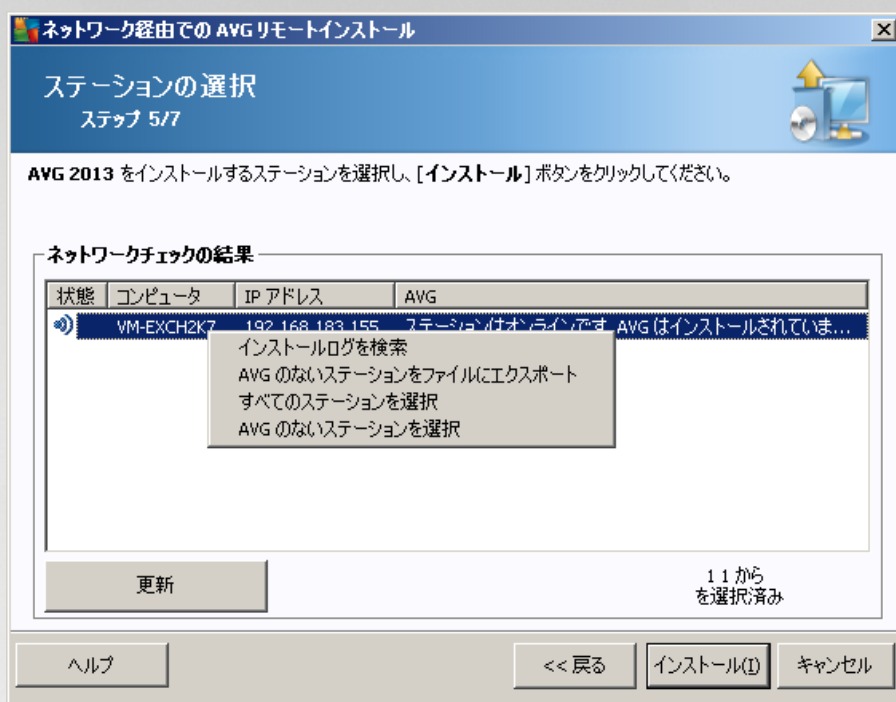 ネットワーク経由での AVG リモートインストール
ステーションの選択
ステップ 5/7
AVG 2013 をインストールするステーションを選択し、[インストール] ボタンをクリックしてください。
ネットワークチェックの結果
状態 コンピュータ IP アドレス AVG
VM-EXCH2K7 192.168.183.155 ステーションはオンラインです。AVG はインストールされていま...
インストールログを検索
AVG のないステーションをファイルにエクスポート
すべてのステーションを選択
AVG のないステーションを選択
更新
1 1 から
を選択済み
ヘルプ
<< 戻る
インストール(I)
キャンセル